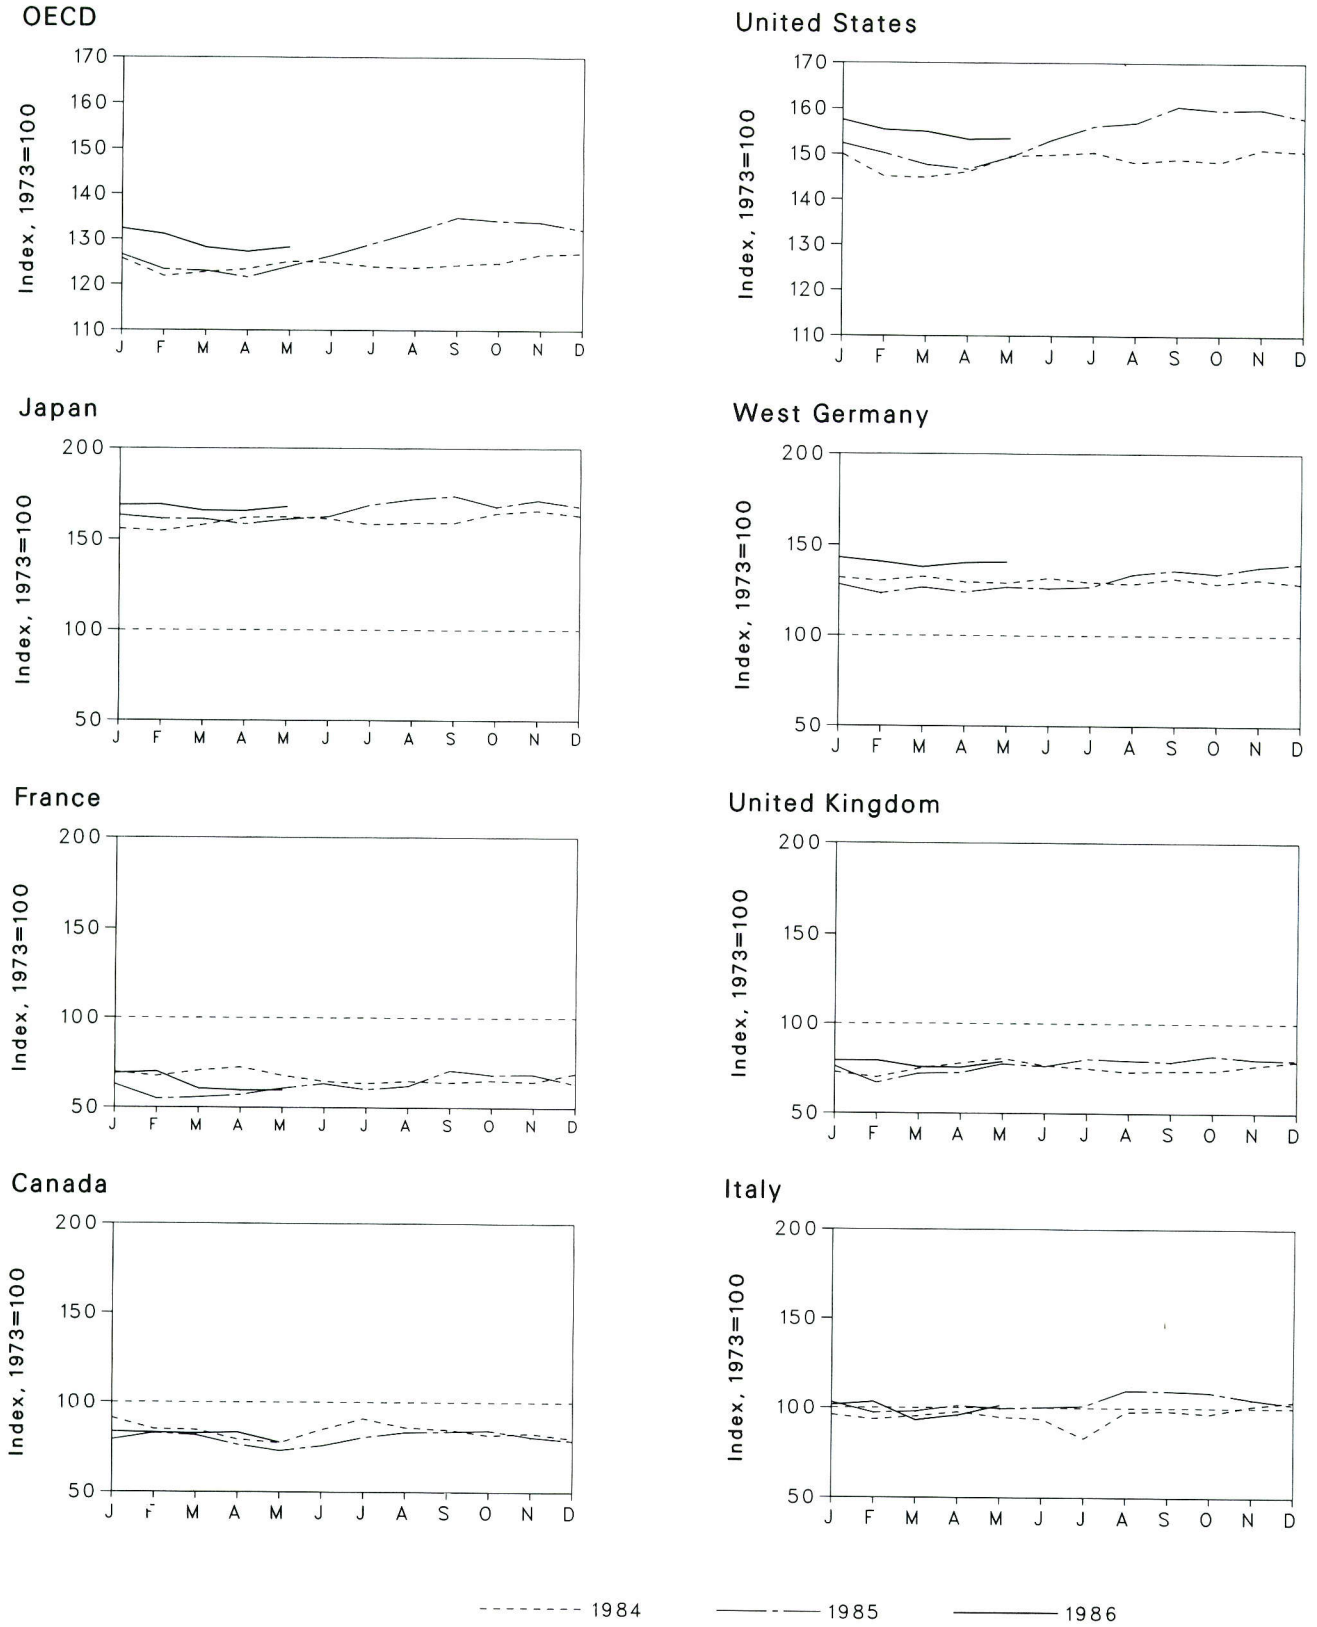 OECD
Index, 1973=100
170
160
150
140
130
120
110
J F M A M J J A S O N D
United States
Index, 1973=100
170
160
150
140
130
120
110
J F M A M J J A S O N D
Japan
Index, 1973=100
200
150
100
50
J F M A M J J A S O N D
West Germany
Index, 1973=100
200
150
100
50
J F M A M J J A S O N D
France
Index, 1973=100
200
150
100
50
J F M A M J J A S O N D
United Kingdom
Index, 1973=100
200
150
100
50
J F M A M J J A S O N D
Canada
Index, 1973=100
200
150
100
50
J F M A M J J A S O N D
Italy
Index, 1973=100
200
150
100
50
J F M A M J J A S O N D
1984 1985 1986